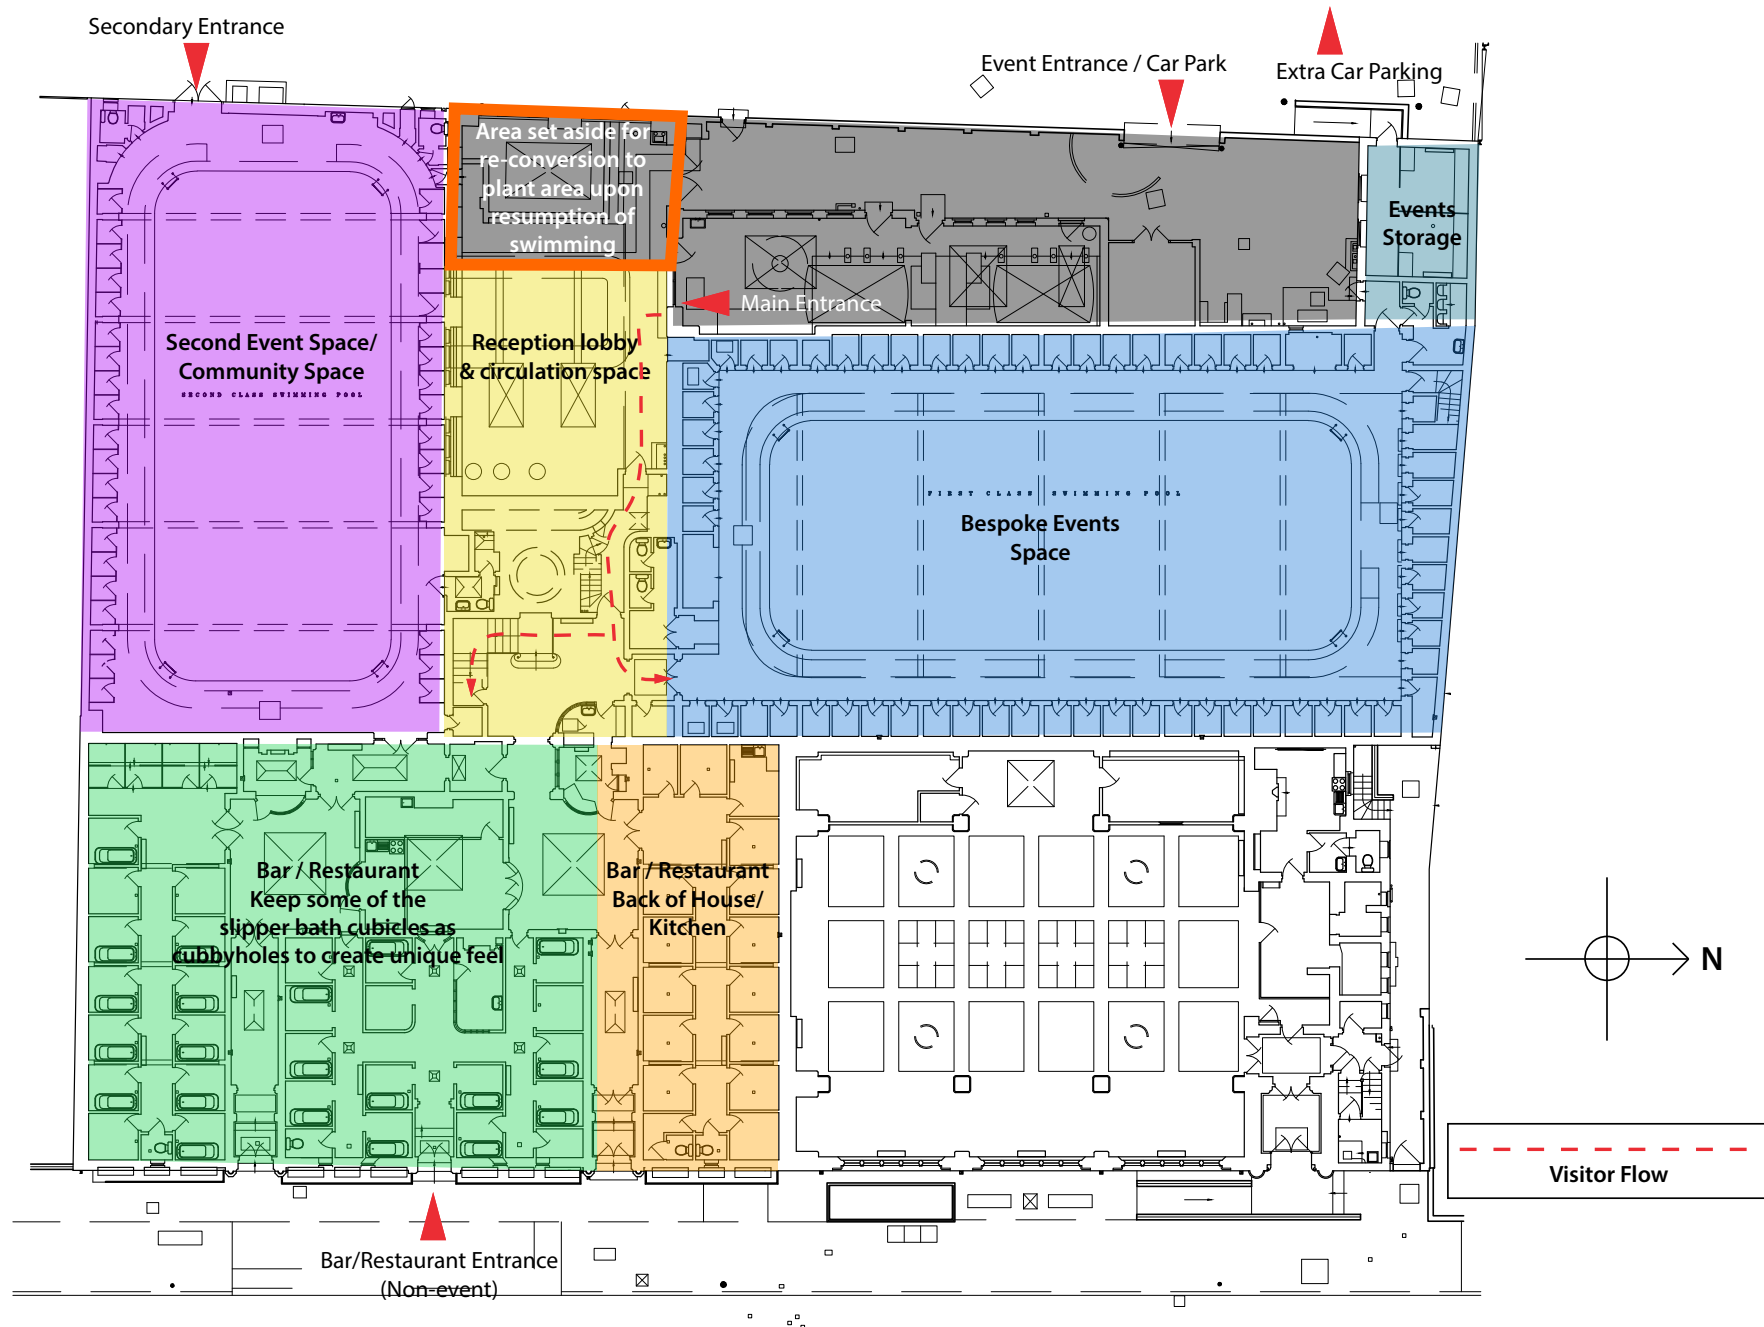 Secondary Entrance
Event Entrance / Car Park
Extra Car Parking
Area set aside for
re-conversion to
plant area upon
resumption of
swimming
Events
Storage
Main Entrance
Second Event Space/
Community Space
SECOND CLASS SWIMMING POOL
Reception lobby
& circulation space
FIRST CLASS SWIMMING POOL
Bespoke Events
Space
Bar / Restaurant
Keep some of the
slipper bath cubicles as
cubbyholes to create unique feel
Bar / Restaurant
Back of House/
Kitchen
N
Visitor Flow
Bar/Restaurant Entrance
(Non-event)